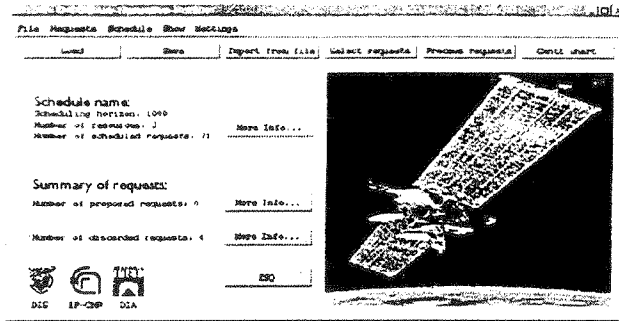 File Requests Schedule Show Settings
Load Save Import from file Select requests Process requests Gantt chart
Schedule name:
Scheduling horizon: 1000
Number of resources: 3
Number of scheduled requests: 71
More Info...
Summary of requests:
Number of proposed requests: 0
More Info...
Number of discarded requests: 4
More Info...
DIS IP-CNR DIA
END